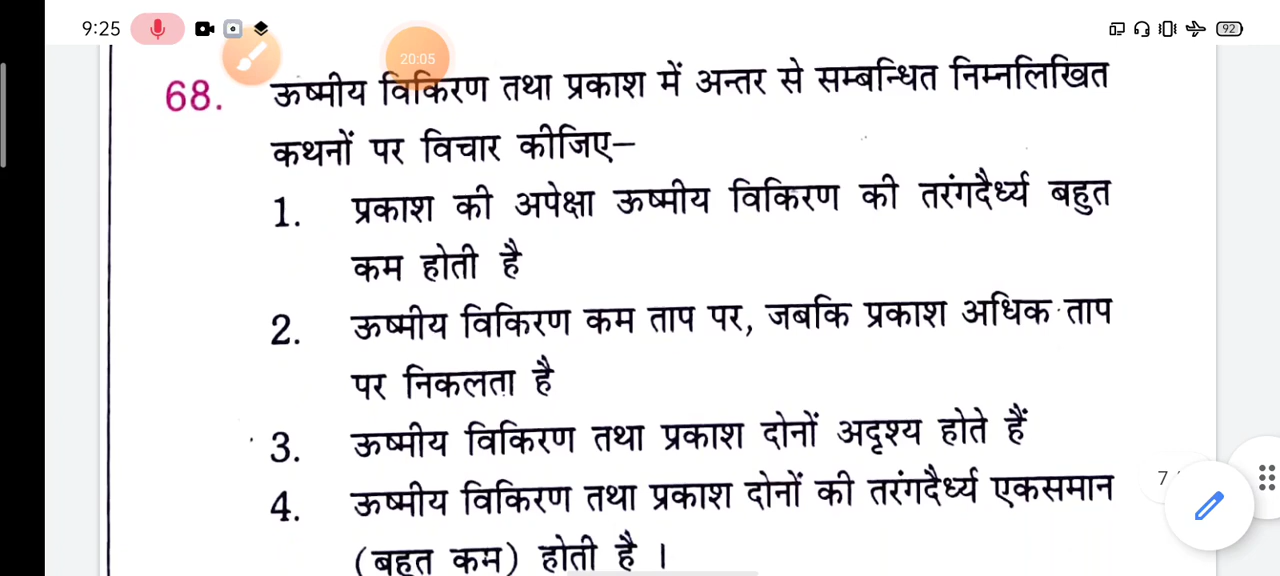 9:25
92
20:05
68. ऊष्मीय विकिरण तथा प्रकाश में अन्तर से सम्बन्धित निम्नलिखित
कथनों पर विचार कीजिए–
1. प्रकाश की अपेक्षा ऊष्मीय विकिरण की तरंगदैर्ध्य बहुत
कम होती है
2. ऊष्मीय विकिरण कम ताप पर, जबकि प्रकाश अधिक ताप
पर निकलता है
3. ऊष्मीय विकिरण तथा प्रकाश दोनों अदृश्य होते हैं
4. ऊष्मीय विकिरण तथा प्रकाश दोनों की तरंगदैर्ध्य एकसमान
(बहुत कम) होती है ।